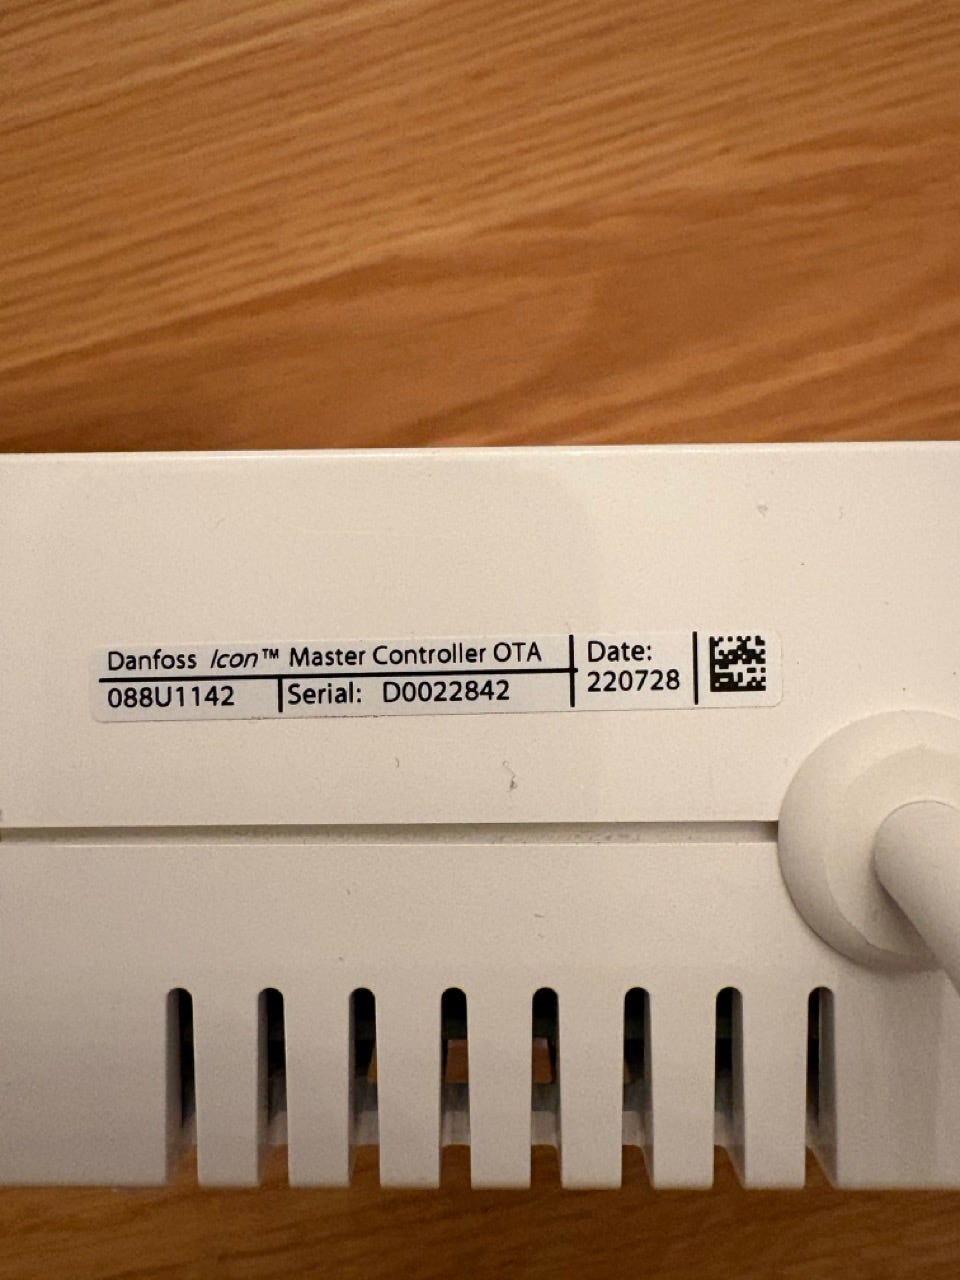 Danfoss Icon™ Master Controller OTA
088U1142 Serial: D0022842
Date:
220728